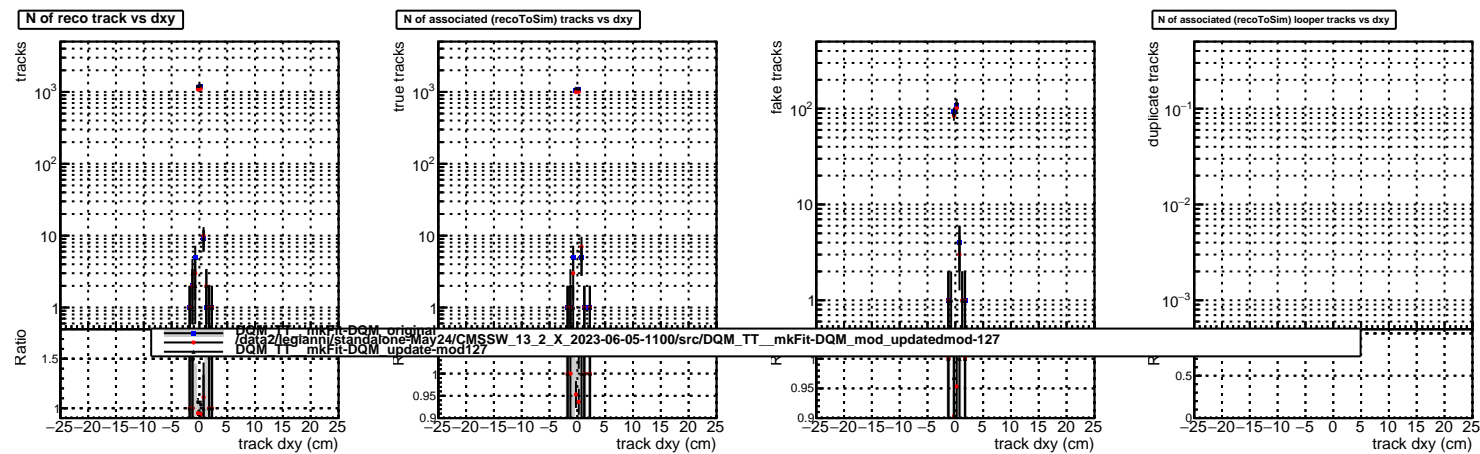 N of reco track vs dxy
tracks
10³
10²
10
1
Ratio
1.5
1
−25 −20 −15 −10 −5 0 5 10 15 20 25
track dxy (cm)
N of associated (recoToSim) tracks vs dxy
true tracks
10³
10²
10
1
1
0.95
0.9
−25 −20 −15 −10 −5 0 5 10 15 20 25
track dxy (cm)
fake tracks
10²
10
1
0.95
0.9
−25 −20 −15 −10 −5 0 5 10 15 20 25
track dxy (cm)
N of associated (recoToSim) looper tracks vs dxy
duplicate tracks
10⁻¹
10⁻²
10⁻³
0.5
0
−25 −20 −15 −10 −5 0 5 10 15 20 25
track dxy (cm)
DQM_TT__mkFit-DQM_original
/data2/legianni/standalone-May24/CMSSW_13_2_X_2023-06-05-1100/src/DQM_TT__mkFit-DQM_mod_updatedmod-127
DQM_TT__mkFit-DQM_update-mod127